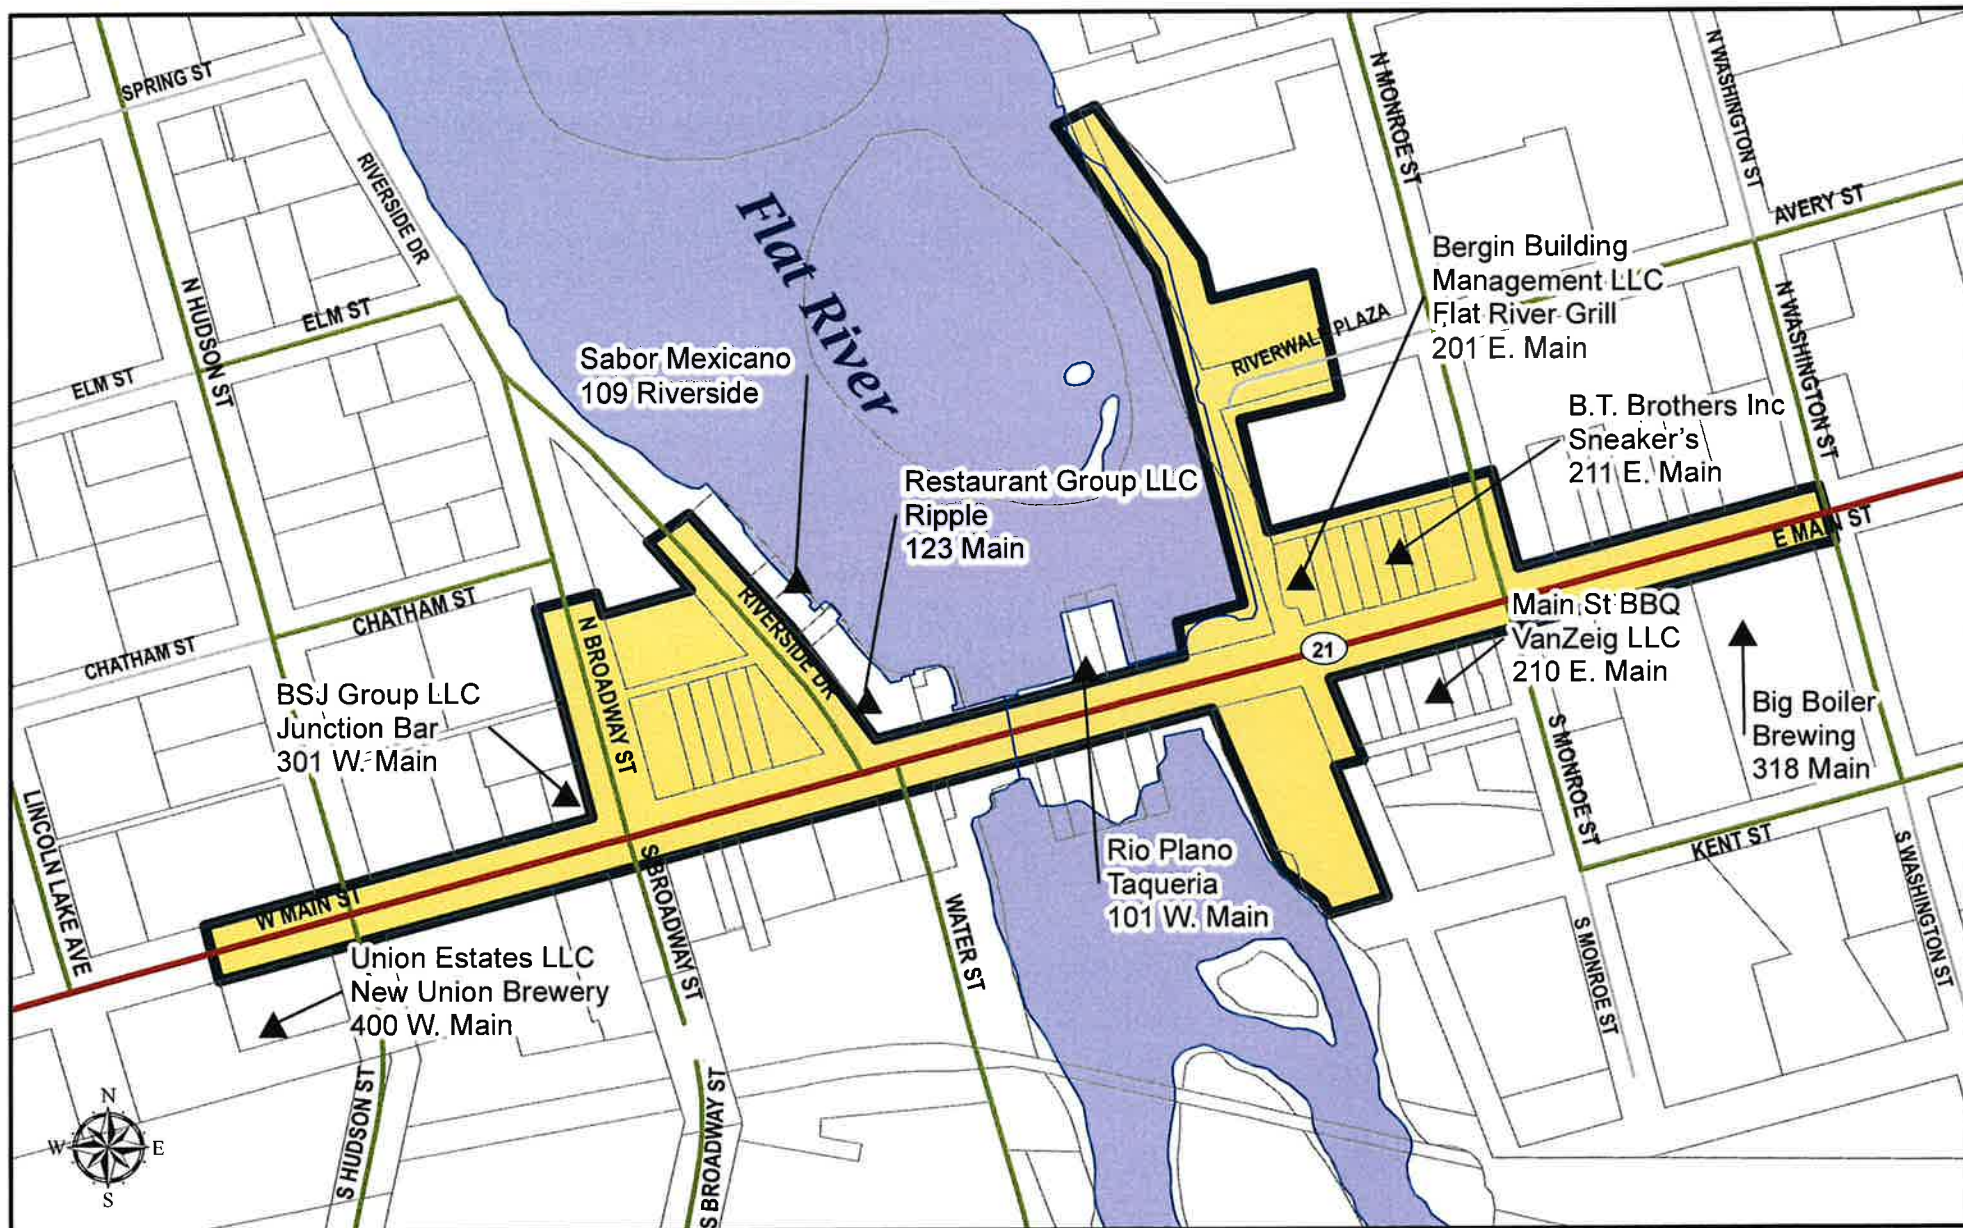 SPRING ST
RIVERSIDE DR
N HUDSON ST
ELM ST
ELM ST
CHATHAM ST
CHATHAM ST
LINCOLN LAKE AVE
W MAIN ST
N BROADWAY ST
S BROADWAY ST
S BROADWAY ST
S HUDSON ST
RIVERSIDE DR
WATER ST
Flat River
N MONROE ST
N WASHINGTON ST
AVERY ST
N WASHINGTON ST
RIVERWALK PLAZA
E MAIN ST
21
S MONROE ST
S MONROE ST
KENT ST
S WASHINGTON ST
Sabor Mexicano
109 Riverside
Restaurant Group LLC
Ripple
123 Main
Bergin Building
Management LLC
Flat River Grill
201 E. Main
B.T. Brothers Inc
Sneaker's
211 E. Main
Main St BBQ
VanZeig LLC
210 E. Main
Big Boiler
Brewing
318 Main
BSJ Group LLC
Junction Bar
301 W. Main
Rio Plano
Taqueria
101 W. Main
Union Estates LLC
New Union Brewery
400 W. Main
N
W
E
S